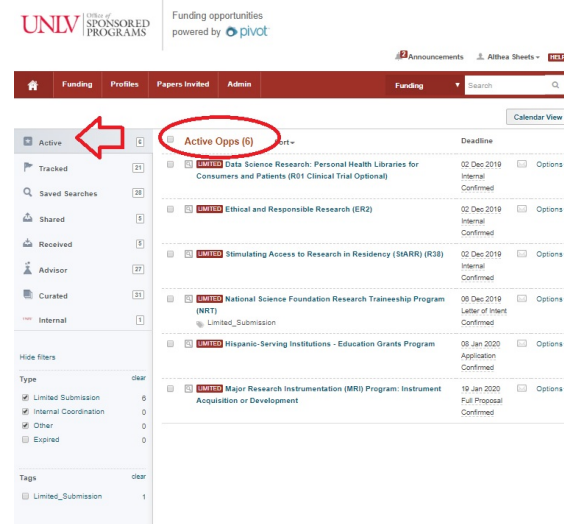 UNLV Office of SPONSORED PROGRAMS
Funding opportunities
powered by pivot
2 Announcements Althea Sheets HELP
Funding Profiles Papers Invited Admin Funding Search
Calendar View
Active 6
Active Opps (6) Deadline
LIMITED Data Science Research: Personal Health Libraries for 02 Dec 2019 Options
Consumers and Patients (R01 Clinical Trial Optional) Internal
Confirmed
Tracked 21
Saved Searches 28
LIMITED Ethical and Responsible Research (ER2) 02 Dec 2019 Options
Internal
Confirmed
Shared 5
Received 5
LIMITED Stimulating Access to Research in Residency (StARR) (R38) 02 Dec 2019 Options
Internal
Confirmed
Advisor 27
Curated 31
LIMITED National Science Foundation Research Traineeship Program 06 Dec 2019 Options
(NRT) Letter of Intent
Limited_Submission Confirmed
Internal 1
LIMITED Hispanic-Serving Institutions - Education Grants Program 08 Jan 2020 Options
Application
Confirmed
LIMITED Major Research Instrumentation (MRI) Program: Instrument 19 Jan 2020 Options
Acquisition or Development Full Proposal
Confirmed
Hide filters
Type clear
Limited Submission 6
Internal Coordination 0
Other 0
Expired 0
Tags clear
Limited_Submission 1